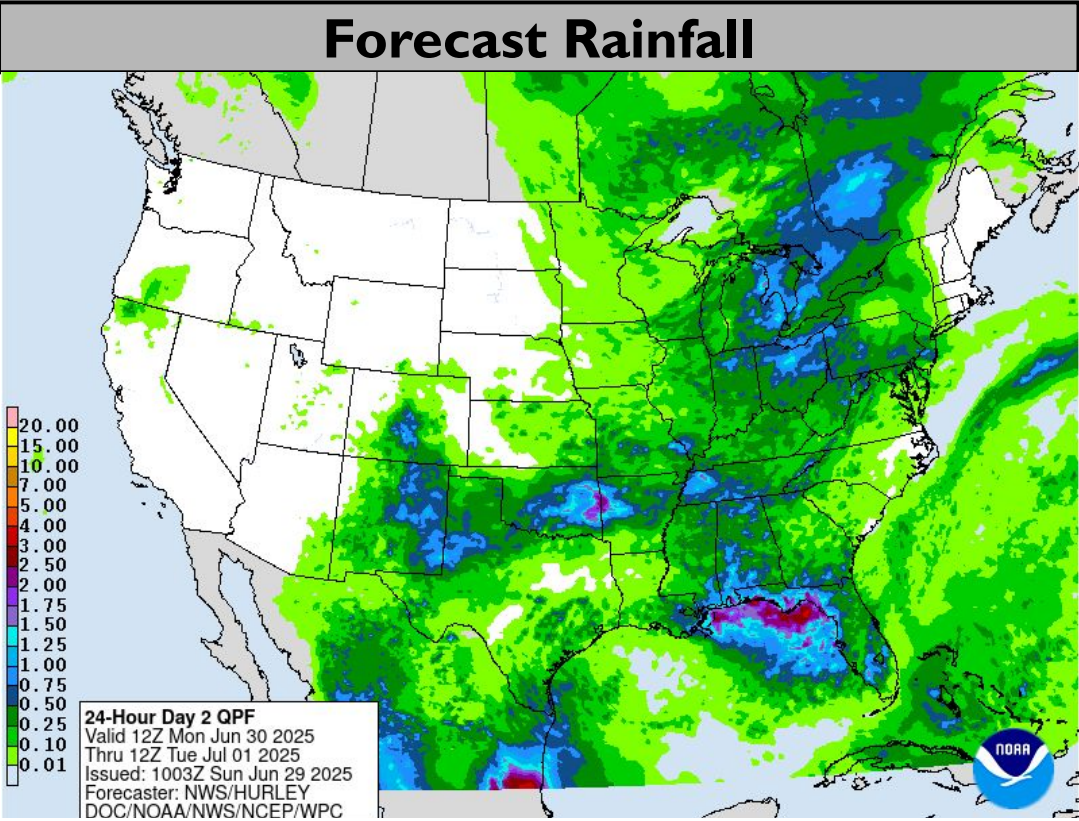 Forecast Rainfall
20.00
15.00
10.00
7.00
5.00
4.00
3.00
2.50
2.00
1.75
1.50
1.25
1.00
0.75
0.50
0.25
0.10
0.01
24-Hour Day 2 QPF
Valid 12Z Mon Jun 30 2025
Thru 12Z Tue Jul 01 2025
Issued: 1003Z Sun Jun 29 2025
Forecaster: NWS/HURLEY
DOC/NOAA/NWS/NCEP/WPC
NOAA